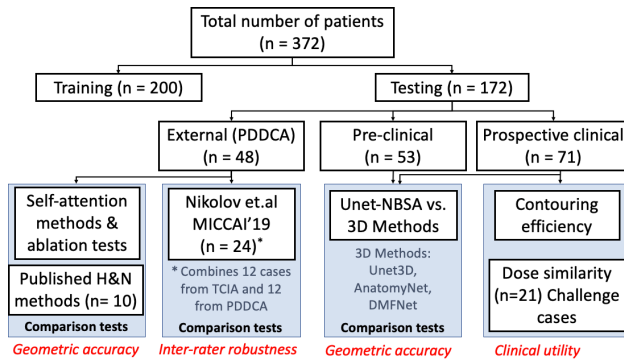 Total number of patients
(n = 372)
Training (n = 200)
Testing (n = 172)
External (PDDCA)
(n = 48)
Pre-clinical
(n = 53)
Prospective clinical
(n = 71)
Self-attention
methods &
ablation tests
Published H&N
methods (n= 10)
Comparison tests
Geometric accuracy
Nikolov et.al
MICCAI'19
(n = 24)*
* Combines 12 cases
from TCIA and 12
from PDDCA
Comparison tests
Inter-rater robustness
Unet-NBSA vs.
3D Methods
3D Methods:
Unet3D,
AnatomyNet,
DMFNet
Comparison tests
Geometric accuracy
Contouring
efficiency
Dose similarity
(n=21) Challenge
cases
Clinical utility